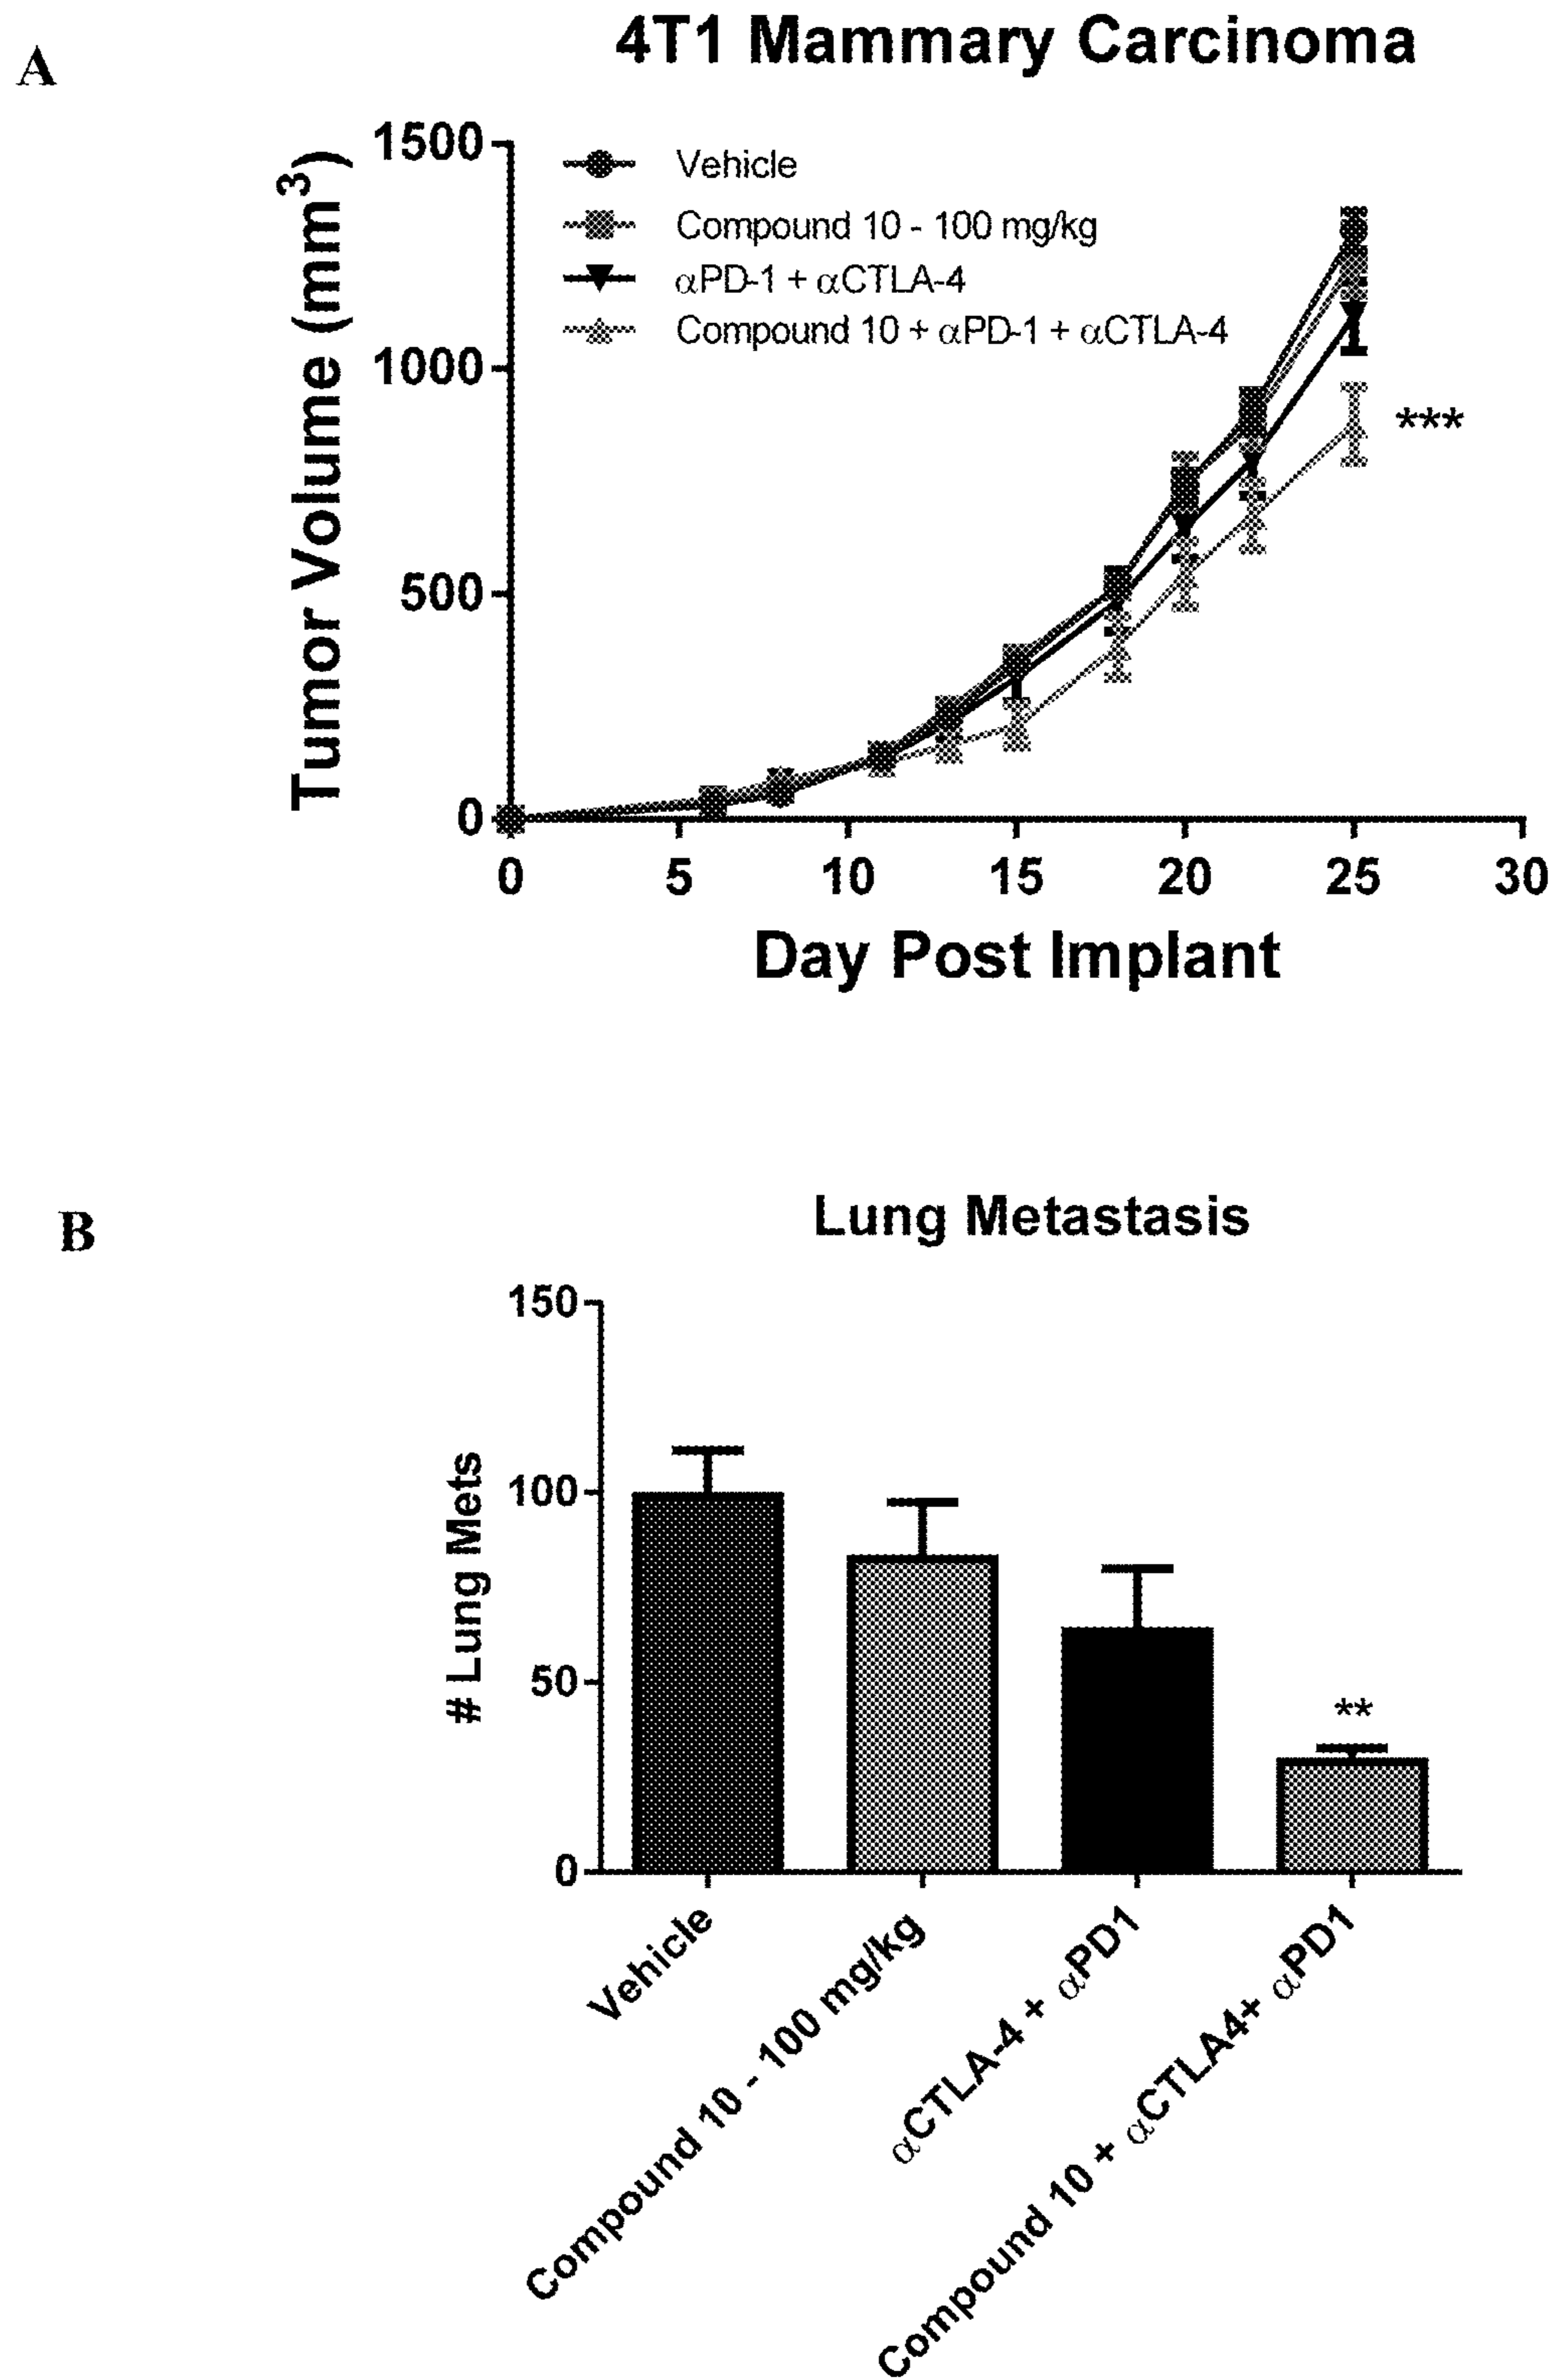 A
4T1 Mammary Carcinoma
Tumor Volume (mm³)
1500
1000
500
0
Vehicle
Compound 10 - 100 mg/kg
αPD-1 + αCTLA-4
Compound 10 + αPD-1 + αCTLA-4
***
0 5 10 15 20 25 30
Day Post Implant
B
Lung Metastasis
# Lung Mets
150
100
50
0
**
Vehicle
Compound 10 - 100 mg/kg
αCTLA-4 + αPD1
Compound 10 + αCTLA4+ αPD1